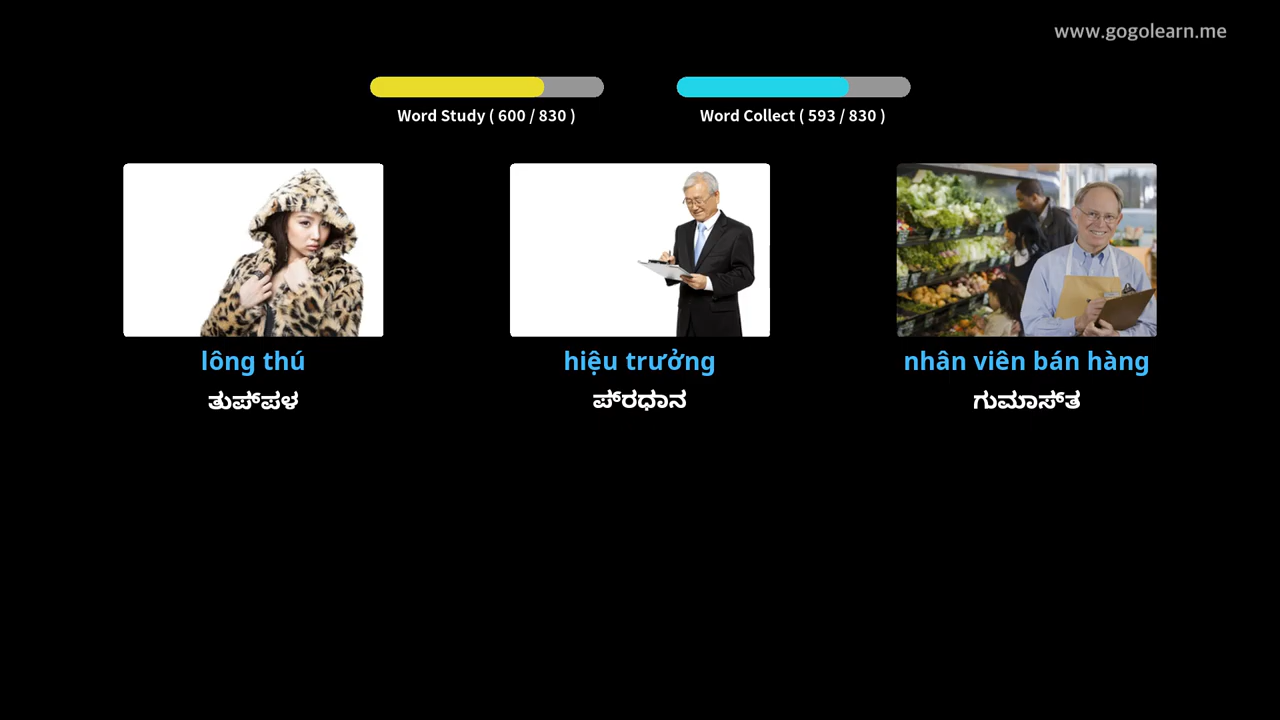 www.gogolearn.me
Word Study ( 600 / 830 )
Word Collect ( 593 / 830 )
lông thú
hiệu trưởng
nhân viên bán hàng
ತುಪ್ಪಳ
ಪ್ರಧಾನ
ಗುಮಾಸ್ತ